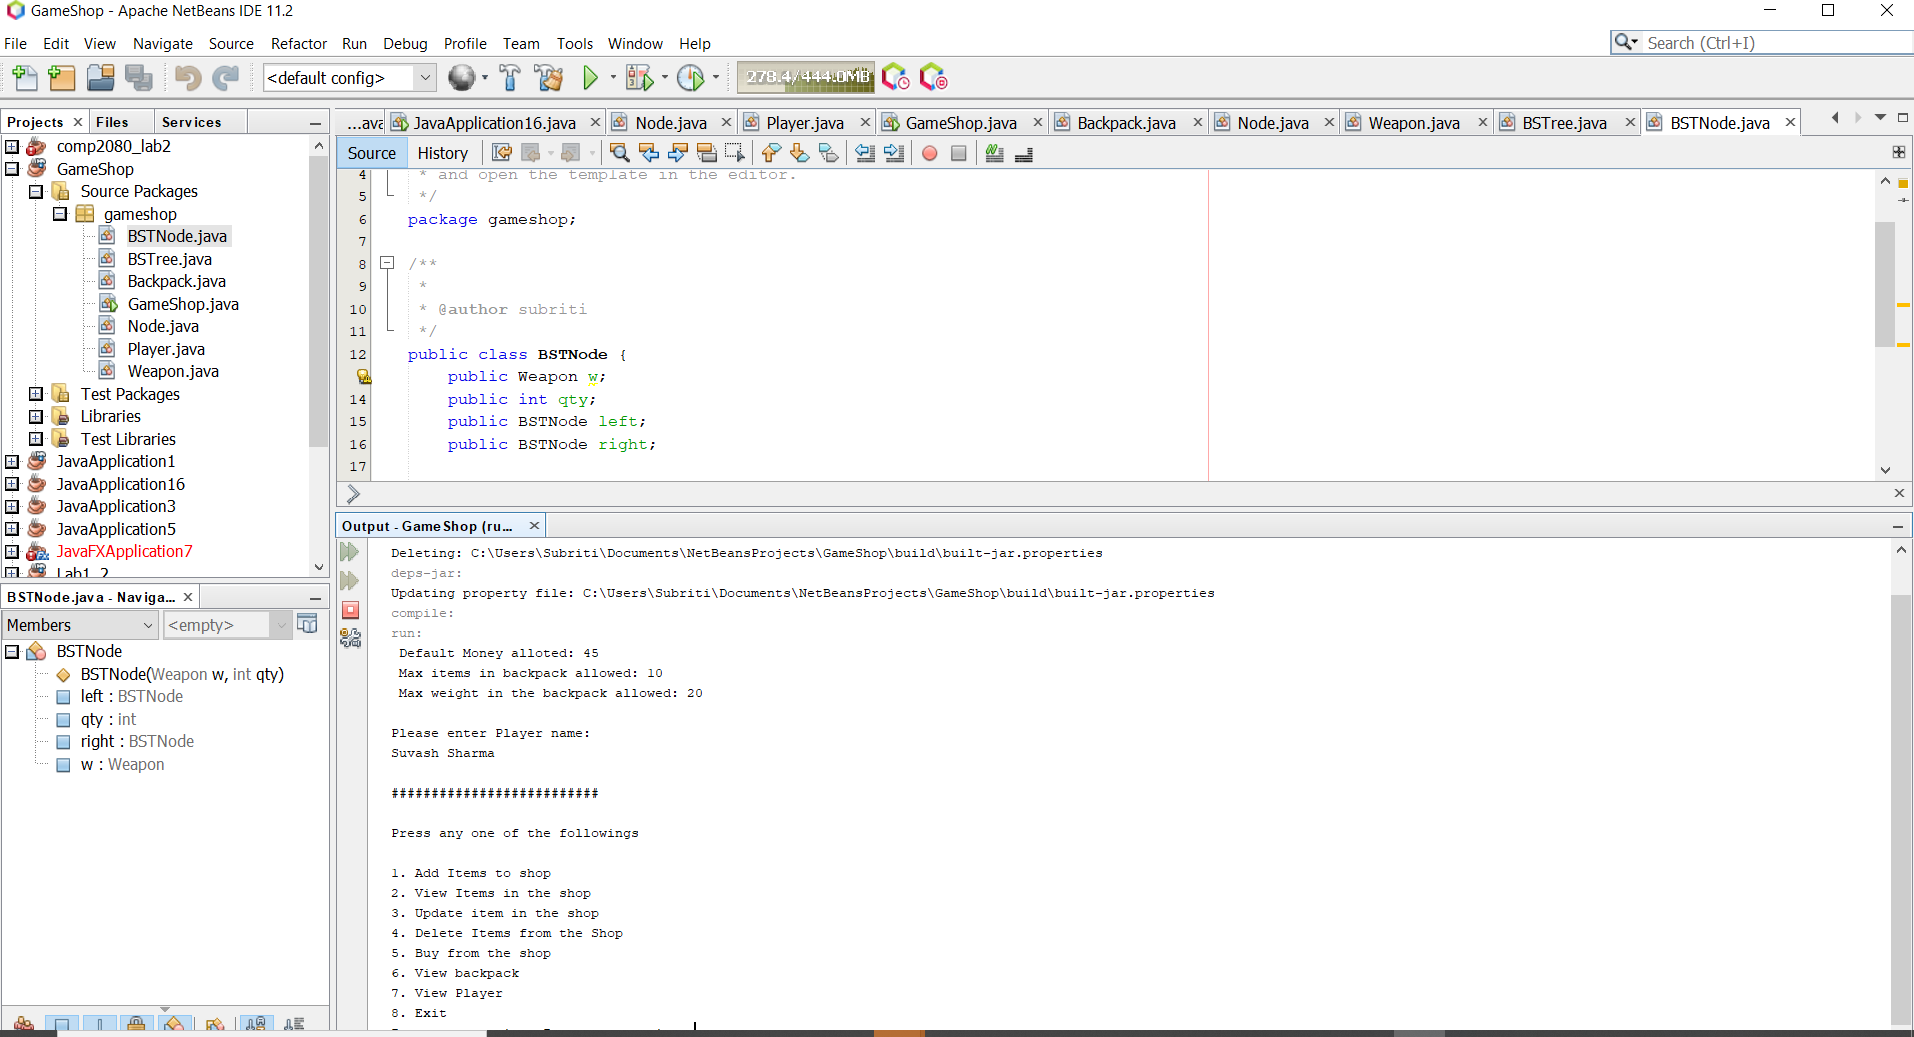 GameShop - Apache NetBeans IDE 11.2
File Edit View Navigate Source Refactor Run Debug Profile Team Tools Window Help
Search (Ctrl+I)
<default config>
278.4/444.0MB
Projects Files Services
comp2080_lab2
GameShop
Source Packages
gameshop
BSTNode.java
BSTree.java
Backpack.java
GameShop.java
Node.java
Player.java
Weapon.java
Test Packages
Libraries
Test Libraries
JavaApplication1
JavaApplication16
JavaApplication3
JavaApplication5
JavaFXApplication7
Lab1_2
BSTNode.java - Naviga...
Members <empty>
BSTNode
BSTNode(Weapon w, int qty)
left : BSTNode
qty : int
right : BSTNode
w : Weapon
...ava JavaApplication16.java Node.java Player.java GameShop.java Backpack.java Node.java Weapon.java BSTree.java BSTNode.java
Source History
4 * and open the template in the editor.
5 */
6 package gameshop;
7
8 /**
9 *
10 * @author subriti
11 */
12 public class BSTNode {
public Weapon w;
14 public int qty;
15 public BSTNode left;
16 public BSTNode right;
17
Output - GameShop (ru...
Deleting: C:\Users\Subriti\Documents\NetBeansProjects\GameShop\build\built-jar.properties
deps-jar:
Updating property file: C:\Users\Subriti\Documents\NetBeansProjects\GameShop\build\built-jar.properties
compile:
run:
Default Money alloted: 45
Max items in backpack allowed: 10
Max weight in the backpack allowed: 20
Please enter Player name:
Suvash Sharma
##########################
Press any one of the followings
1. Add Items to shop
2. View Items in the shop
3. Update item in the shop
4. Delete Items from the Shop
5. Buy from the shop
6. View backpack
7. View Player
8. Exit